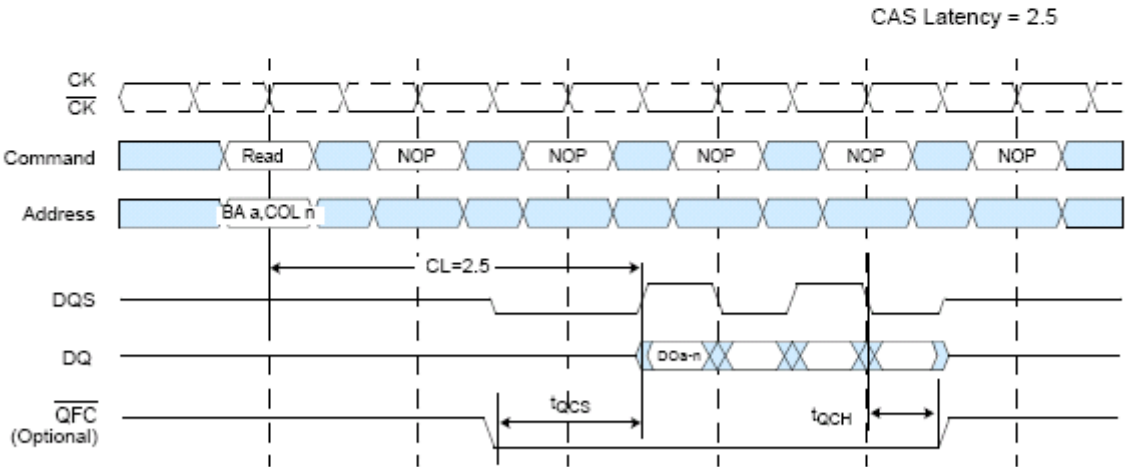 CAS Latency = 2.5
CK
CK
Command Read NOP NOP NOP NOP NOP
Address BA a,COL n
CL=2.5
DQS
DQ DOa-n
QFC
(Optional)
tQCS
tQCH